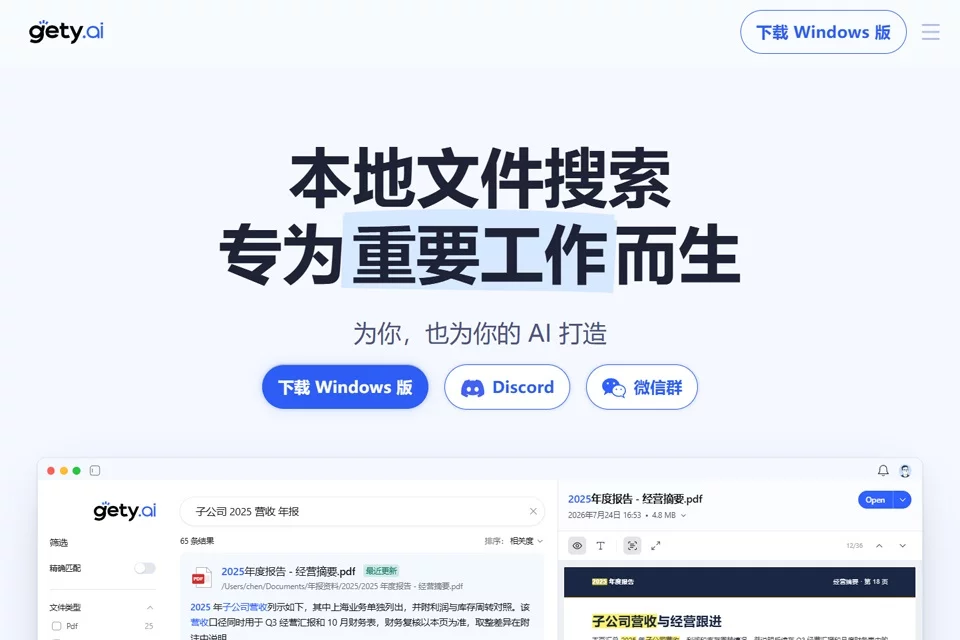 gety.ai
下载 Windows 版
本地文件搜索
专为重要工作而生
为你，也为你的 AI 打造
下载 Windows 版
Discord
微信群
gety.ai
子公司 2025 营收 年报
筛选
65 条结果
排序： 相关度
精确匹配
2025年度报告 - 经营摘要.pdf 最近更新
/Users/chen/Documents/年报资料/2025/2025 年度报告 - 经营摘要.pdf
PDF
文件类型
2025 年子公司营收列示如下，其中上海业务单独列出，并附利润与库存周转对照。该
Pdf 25
营收口径同时用于 Q3 经营汇报和 10 月财务表，财务复核以本页为准，取整差异在附
注中说明
2025年度报告 - 经营摘要.pdf
Open
2026年7月24日 16:53 • 4.8 MB
12/38
2025 年度报告
经营摘要 · 第 18 页
子公司营收与经营跟进